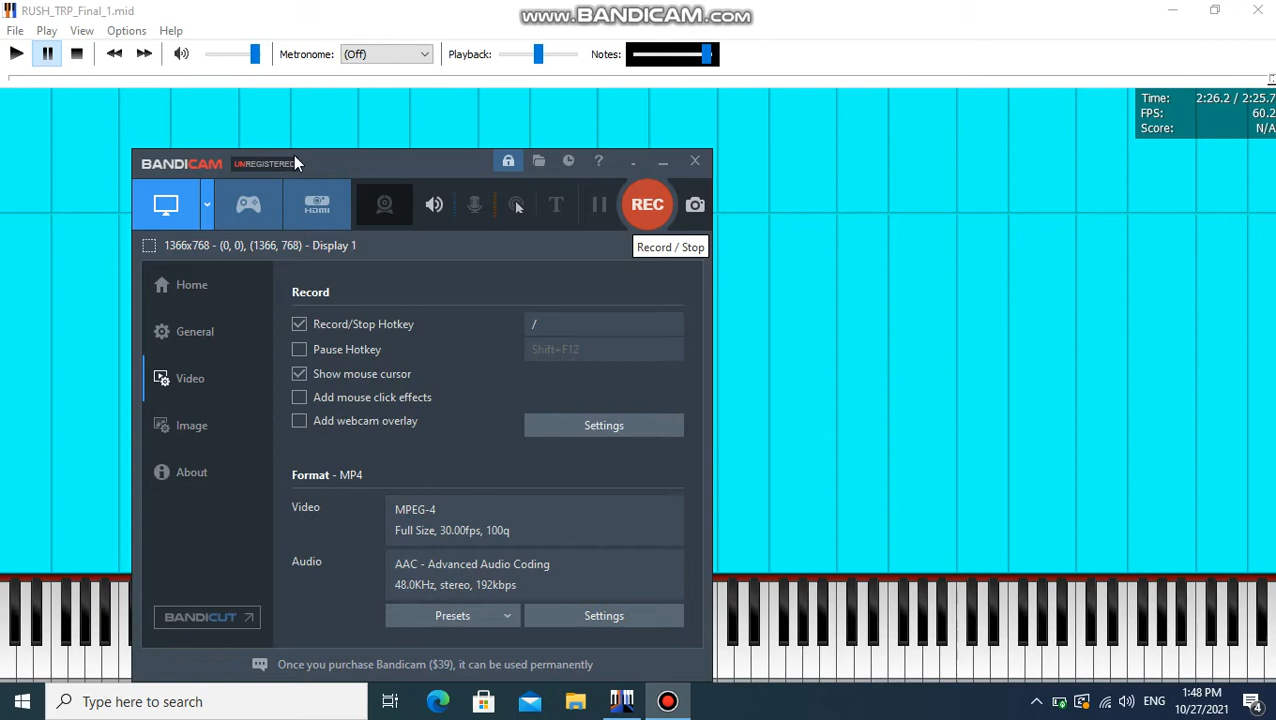 RUSH_TRP_Final_1.mid
www.BANDICAM.com
File Play View Options Help
Metronome: (Off) Playback: Notes:
Time: 2:26.2 / 2:25.7
FPS: 60.2
Score: N/A
BANDICAM UNREGISTERED
?
HDMI
T
REC
1366x768 - (0, 0), (1366, 768) - Display 1
Record / Stop
Home
General
Video
Image
About
BANDICUT
Record
Record/Stop Hotkey /
Pause Hotkey Shift+F12
Show mouse cursor
Add mouse click effects
Add webcam overlay
Settings
Format - MP4
Video MPEG-4
Full Size, 30.00fps, 100q
Audio AAC - Advanced Audio Coding
48.0KHz, stereo, 192kbps
Presets Settings
Once you purchase Bandicam ($39), it can be used permanently
Type here to search
ENG
1:48 PM
10/27/2021
4